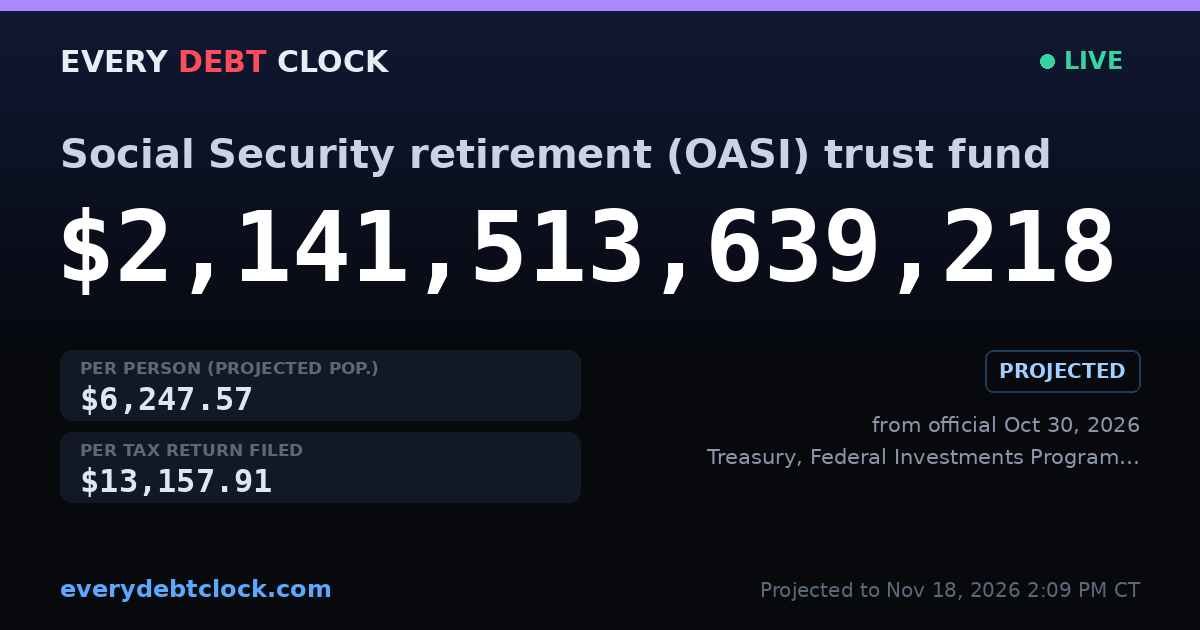 EVERY DEBT CLOCK
LIVE
Social Security retirement (OASI) trust fund
$2,141,513,639,218
PER PERSON (PROJECTED POP.)
$6,247.57
PER TAX RETURN FILED
$13,157.91
PROJECTED
from official Oct 30, 2026
Treasury, Federal Investments Program...
everydebtclock.com
Projected to Nov 18, 2026 2:09 PM CT